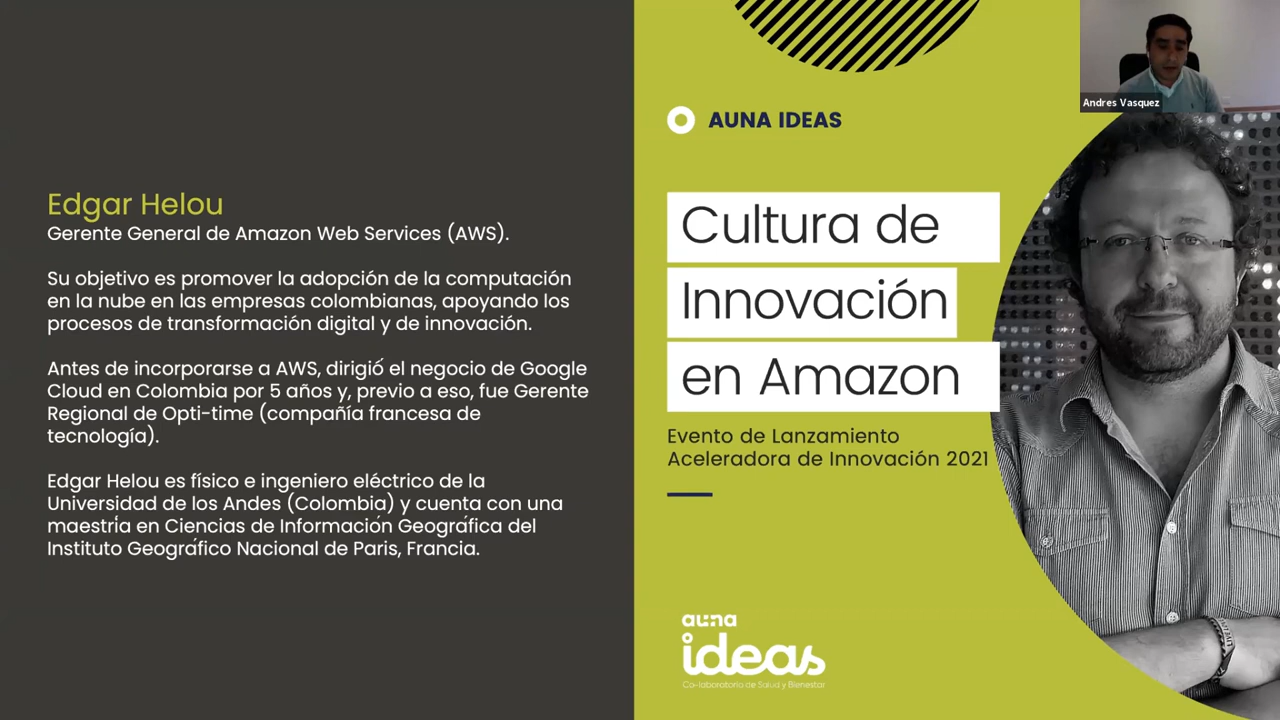 Edgar Helou
Gerente General de Amazon Web Services (AWS).
Su objetivo es promover la adopción de la computación
en la nube en las empresas colombianas, apoyando los
procesos de transformación digital y de innovación.
Antes de incorporarse a AWS, dirigió el negocio de Google
Cloud en Colombia por 5 años y, previo a eso, fue Gerente
Regional de Opti-time (compañía francesa de
tecnología).
Edgar Helou es físico e ingeniero eléctrico de la
Universidad de los Andes (Colombia) y cuenta con una
maestría en Ciencias de Información Geográfica del
Instituto Geográfico Nacional de Paris, Francia.
AUNA IDEAS
Cultura de
Innovación
en Amazon
Evento de Lanzamiento
Aceleradora de Innovación 2021
auna
ideas
Co-laboratorio de Salud y Bienestar
Andres Vasquez